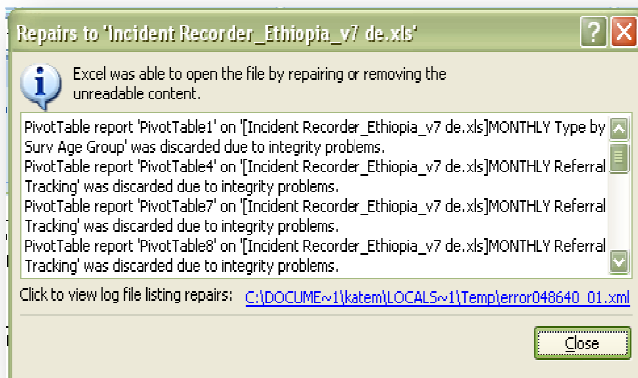 Repairs to 'Incident Recorder_Ethiopia_v7 de.xls'
Excel was able to open the file by repairing or removing the
unreadable content.
PivotTable report 'PivotTable1' on '[Incident Recorder_Ethiopia_v7 de.xls]MONTHLY Type by
Surv Age Group' was discarded due to integrity problems.
PivotTable report 'PivotTable4' on '[Incident Recorder_Ethiopia_v7 de.xls]MONTHLY Referral
Tracking' was discarded due to integrity problems.
PivotTable report 'PivotTable7' on '[Incident Recorder_Ethiopia_v7 de.xls]MONTHLY Referral
Tracking' was discarded due to integrity problems.
PivotTable report 'PivotTable8' on '[Incident Recorder_Ethiopia_v7 de.xls]MONTHLY Referral
Tracking' was discarded due to integrity problems.
Click to view log file listing repairs: C:\DOCUME~1\katem\LOCALS~1\Temp\error048640_01.xml
Close